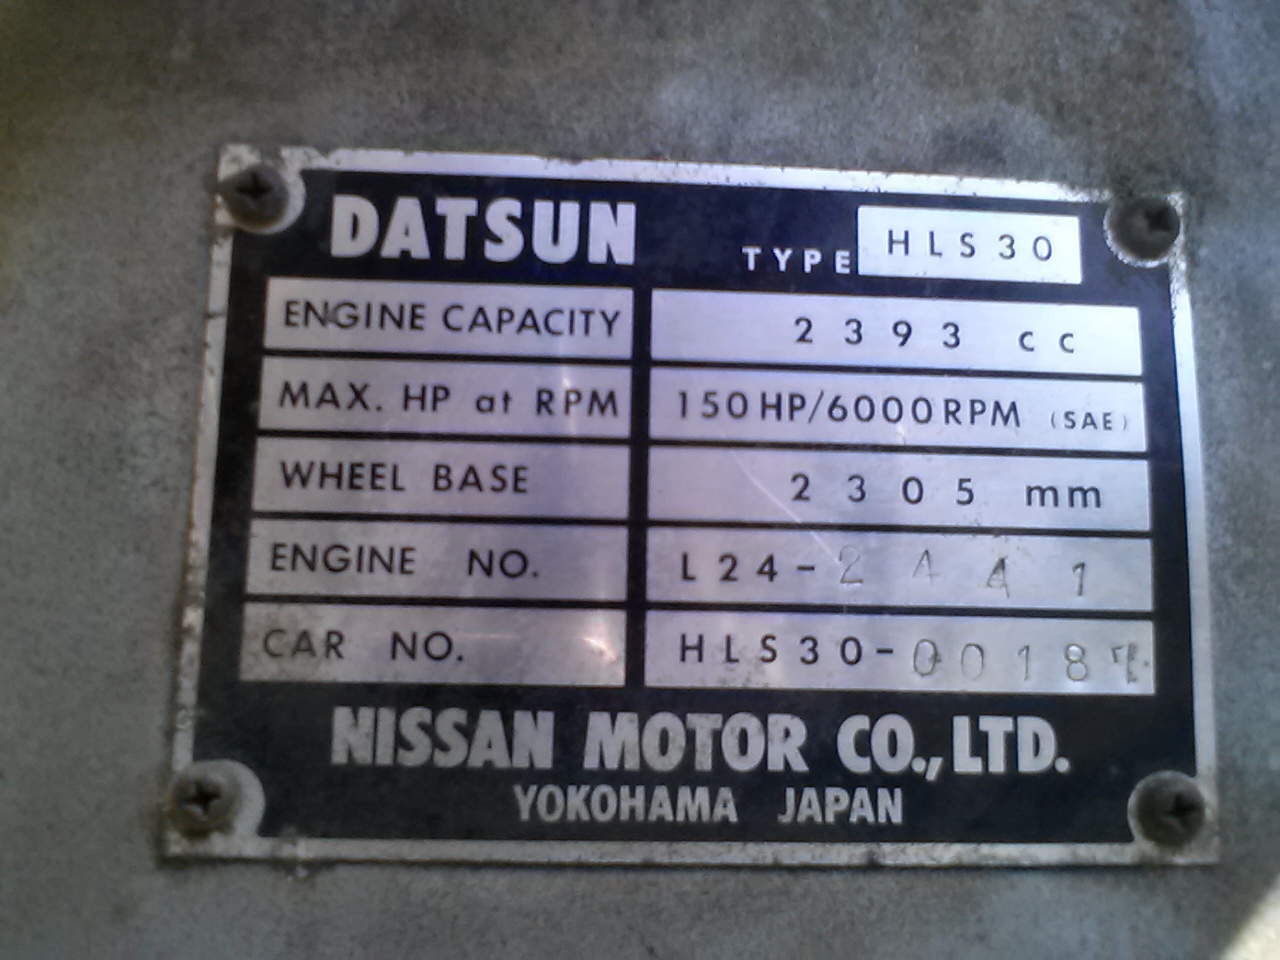 DATSUN TYPE HLS30
ENGINE CAPACITY 2393 cc
MAX. HP at RPM 150HP/6000RPM (SAE)
WHEEL BASE 2305 mm
ENGINE NO. L24-2441
CAR NO.
NISSAN MOTOR CO., LTD.
YOKOHAMA JAPAN